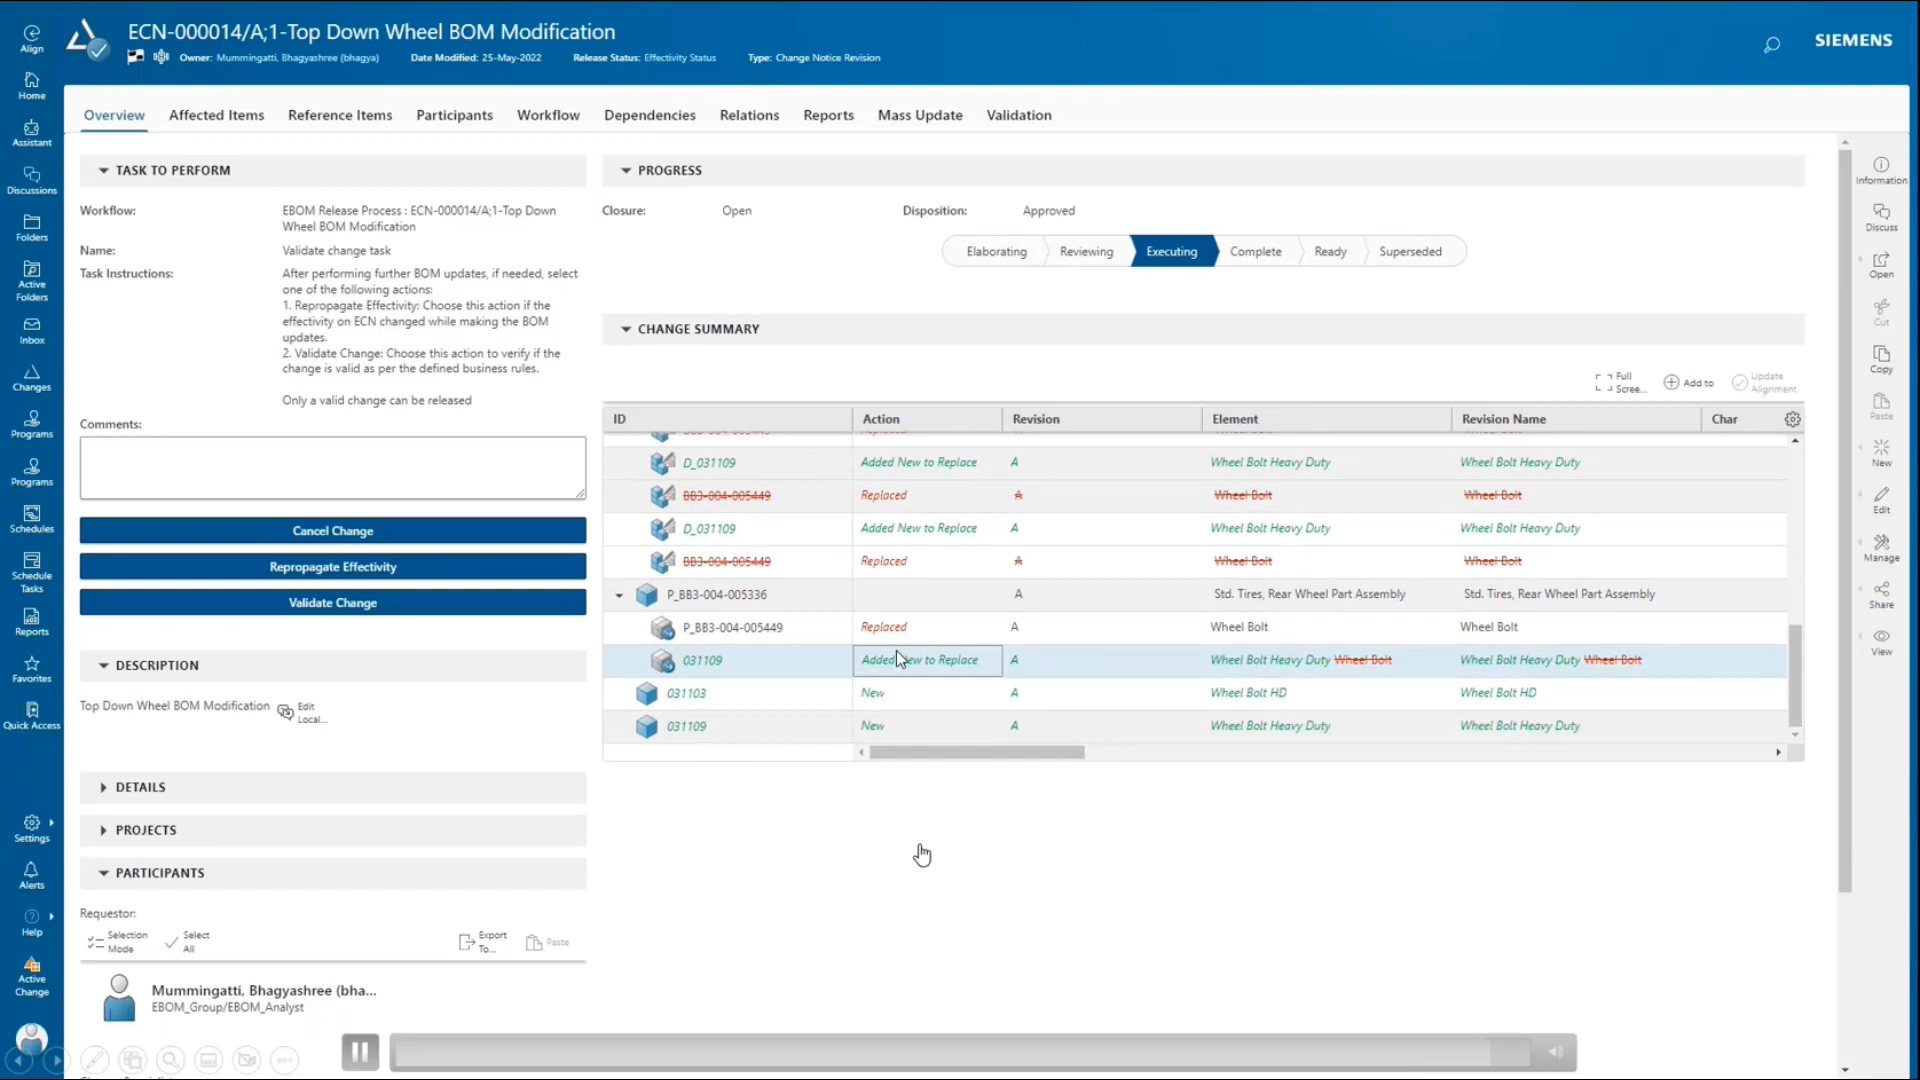 ECN-000014/A;1-Top Down Wheel BOM Modification
Owner: Mummingatti, Bhagyashree (bhagya) Date Modified: 25-May-2022 Release Status: Effectivity Status Type: Change Notice Revision
SIEMENS
Align
Home
Assistant
Discussions
Folders
Active
Folders
Inbox
Changes
Programs
Programs
Schedules
Schedule
Tasks
Reports
Favorites
Quick Access
Settings
Alerts
Help
Active
Change
Overview Affected Items Reference Items Participants Workflow Dependencies Relations Reports Mass Update Validation
TASK TO PERFORM
Workflow: EBOM Release Process : ECN-000014/A;1-Top Down
Wheel BOM Modification
Name: Validate change task
Task Instructions: After performing further BOM updates, if needed, select
one of the following actions:
1. Repropagate Effectivity: Choose this action if the
effectivity on ECN changed while making the BOM
updates.
2. Validate Change: Choose this action to verify if the
change is valid as per the defined business rules.
Only a valid change can be released
Comments:
Cancel Change
Repropagate Effectivity
Validate Change
DESCRIPTION
Top Down Wheel BOM Modification Edit
Local...
DETAILS
PROJECTS
PARTICIPANTS
Requestor:
Selection
Mode
Select
All
Export
To...
Paste
Mummingatti, Bhagyashree (bha...
EBOM_Group/EBOM_Analyst
PROGRESS
Closure: Open Disposition: Approved
Elaborating Reviewing Executing Complete Ready Superseded
CHANGE SUMMARY
Full
Scree...
Add to
Update
Alignment
ID Action Revision Element Revision Name Char
D_031109 Added New to Replace A Wheel Bolt Heavy Duty Wheel Bolt Heavy Duty
BB3-004-005449 Replaced A Wheel Bolt Wheel Bolt
D_031109 Added New to Replace A Wheel Bolt Heavy Duty Wheel Bolt Heavy Duty
BB3-004-005449 Replaced A Wheel Bolt Wheel Bolt
P_BB3-004-005336 A Std. Tires, Rear Wheel Part Assembly Std. Tires, Rear Wheel Part Assembly
P_BB3-004-005449 Replaced A Wheel Bolt Wheel Bolt
031109 Added New to Replace A Wheel Bolt Heavy Duty Wheel Bolt Wheel Bolt Heavy Duty Wheel Bolt
031103 New A Wheel Bolt HD Wheel Bolt HD
031109 New A Wheel Bolt Heavy Duty Wheel Bolt Heavy Duty
Information
Discuss
Open
Cut
Copy
Paste
New
Edit
Manage
Share
View